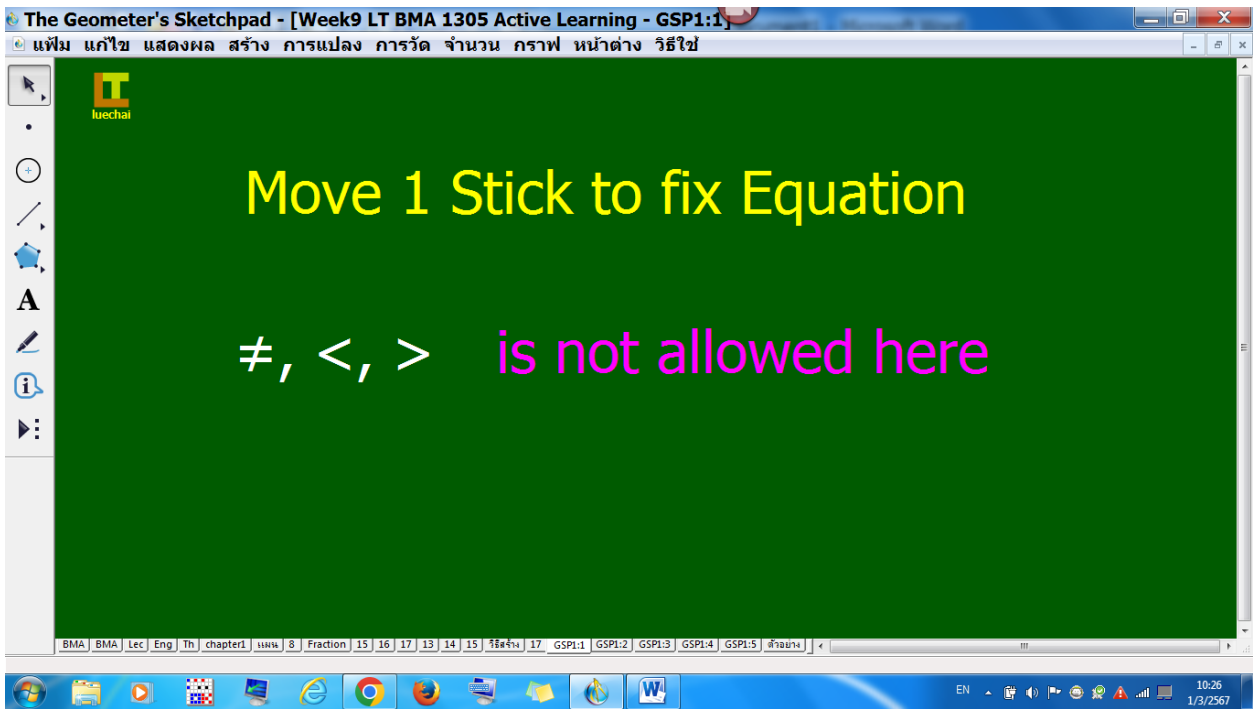 The Geometer's Sketchpad - [Week9 LT BMA 1305 Active Learning - GSP1:1]
แฟ้ม แก้ไข แสดงผล สร้าง การแปลง การวัด จำนวน กราฟ หน้าต่าง วิธีใช้
LT
luechai
Move 1 Stick to fix Equation
≠, <, > is not allowed here
A
BMA BMA Lec Eng Th chapter1 แผน 8 Fraction 15 16 17 13 14 15 วิธีสร้าง 17 GSP1:1 GSP1:2 GSP1:3 GSP1:4 GSP1:5 ตัวอย่าง
EN 10:26
1/3/2567